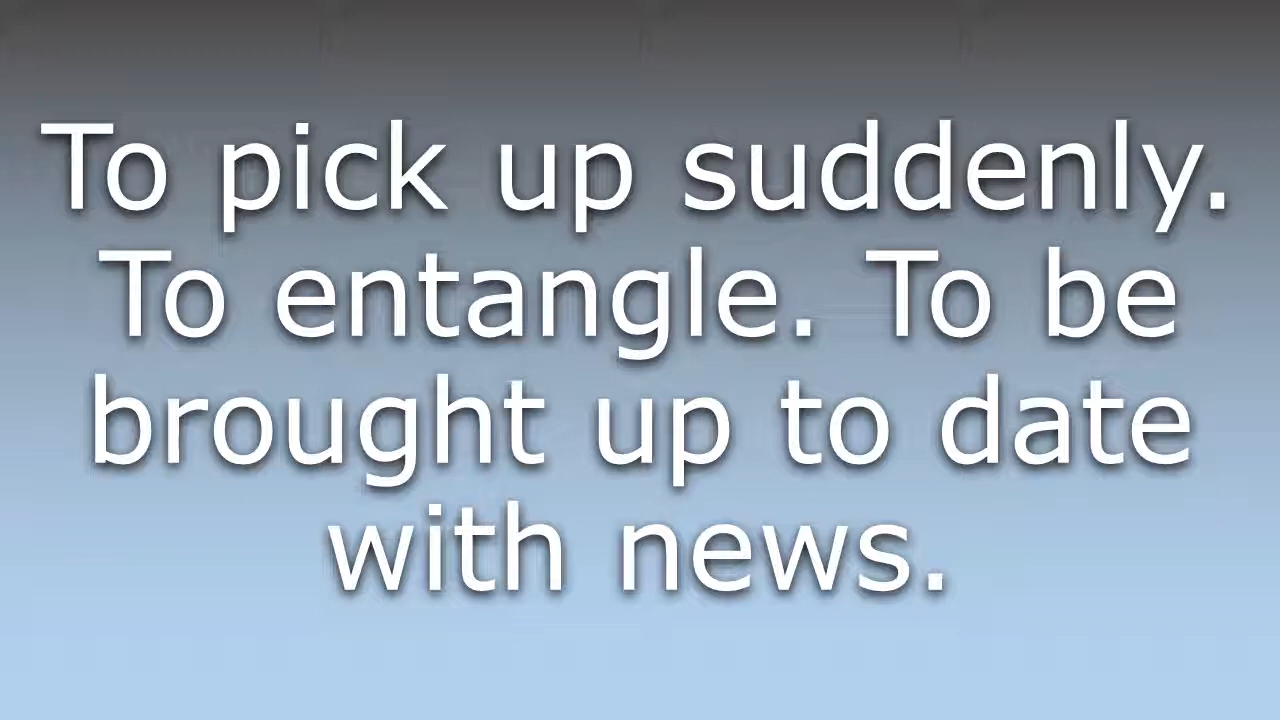 To pick up suddenly.
To entangle. To be
brought up to date
with news.